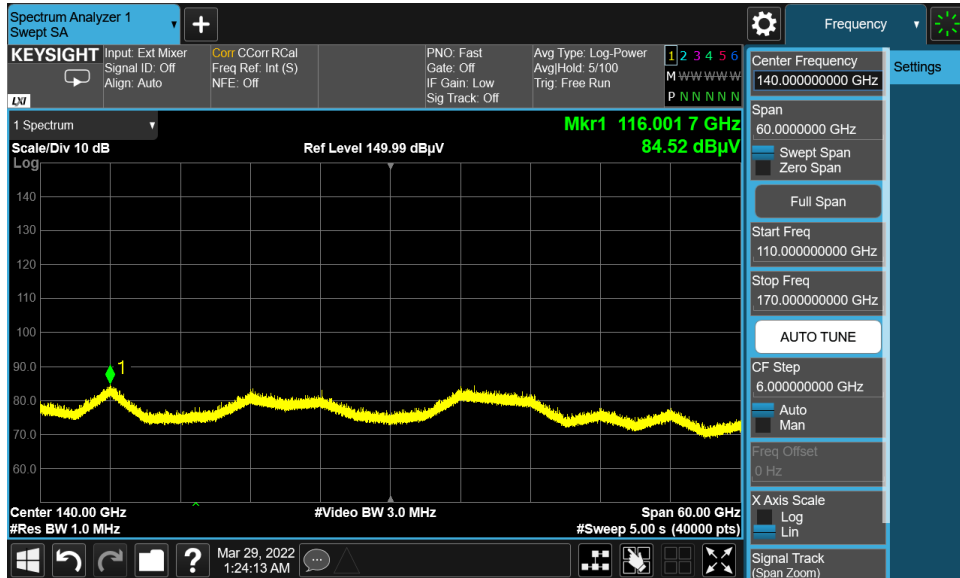 Spectrum Analyzer 1
Swept SA
+
Frequency
KEYSIGHT
LXI
Input: Ext Mixer
Signal ID: Off
Align: Auto
Corr CCorr RCal
Freq Ref: Int (S)
NFE: Off
PNO: Fast
Gate: Off
IF Gain: Low
Sig Track: Off
Avg Type: Log-Power
Avg|Hold: 5/100
Trig: Free Run
1 2 3 4 5 6
M W W W W W
P N N N N N
1 Spectrum
Mkr1 116.001 7 GHz
84.52 dBµV
Scale/Div 10 dB
Ref Level 149.99 dBµV
Log
140
130
120
110
100
90.0
80.0
70.0
60.0
1
Center 140.00 GHz
#Res BW 1.0 MHz
#Video BW 3.0 MHz
Span 60.00 GHz
#Sweep 5.00 s (40000 pts)
Center Frequency
140.000000000 GHz
Settings
Span
60.0000000 GHz
Swept Span
Zero Span
Full Span
Start Freq
110.000000000 GHz
Stop Freq
170.000000000 GHz
AUTO TUNE
CF Step
6.000000000 GHz
Auto
Man
Freq Offset
0 Hz
X Axis Scale
Log
Lin
Signal Track
(Span Zoom)
?
Mar 29, 2022
1:24:13 AM